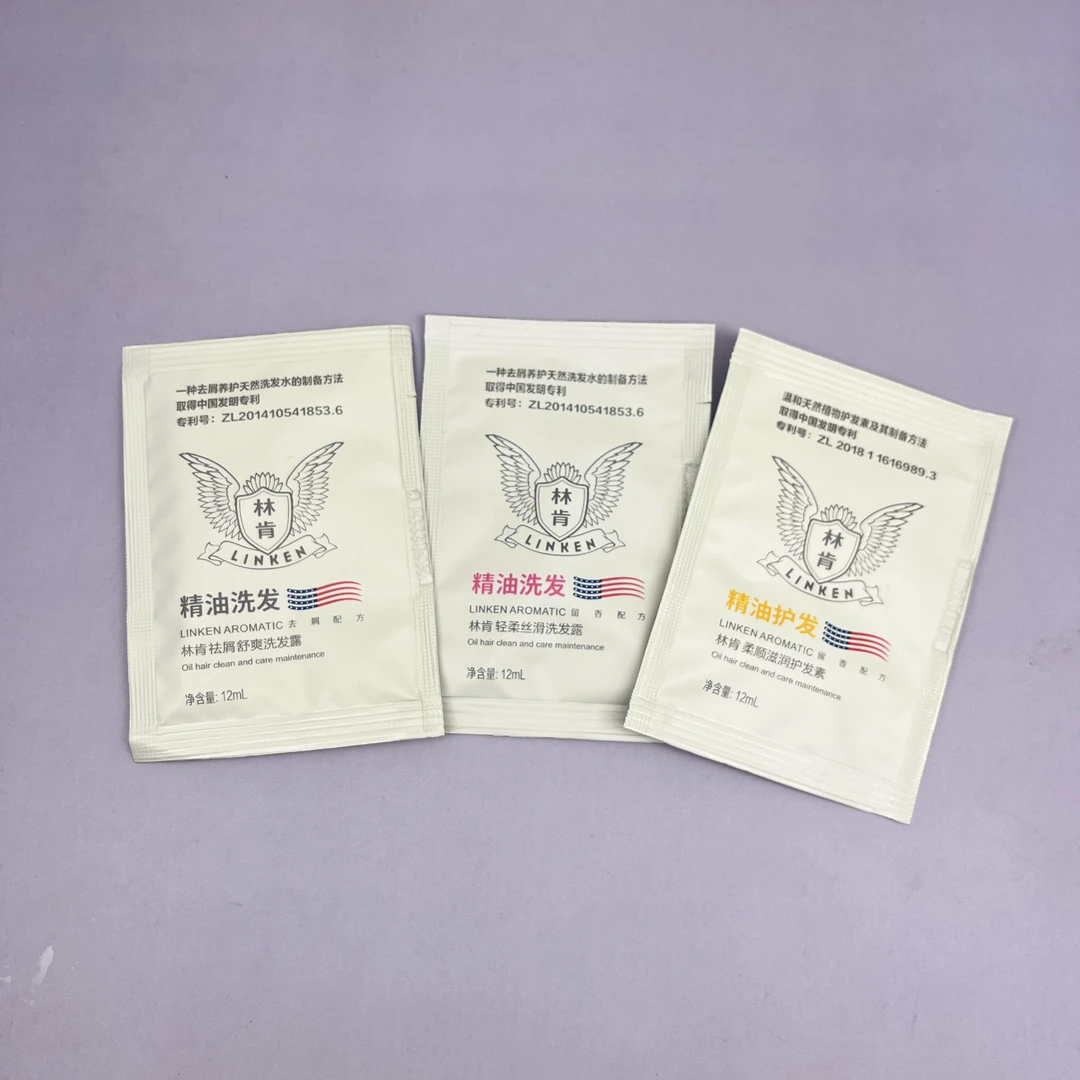 一种去屑养护天然洗发水的制备方法
取得中国发明专利
专利号：ZL201410541853.6
林
肯
LINKEN
精油洗发
LINKEN AROMATIC 去 屑 配 方
林肯 祛屑舒爽洗发露
Oil hair clean and care maintenance
净含量: 12mL
一种去屑养护天然洗发水的制备方法
取得中国发明专利
专利号：ZL201410541853.6
林
肯
LINKEN
精油洗发
LINKEN AROMATIC 留 香 配 方
林肯 轻柔丝滑洗发露
Oil hair clean and care maintenance
净含量: 12mL
温和天然植物护发素及其制备方法
取得中国发明专利
专利号：ZL 2018 1 1616989.3
林
肯
LINKEN
精油护发
LINKEN AROMATIC 留 香 配 方
林肯 柔顺滋润护发素
Oil hair clean and care maintenance
净含量: 12mL